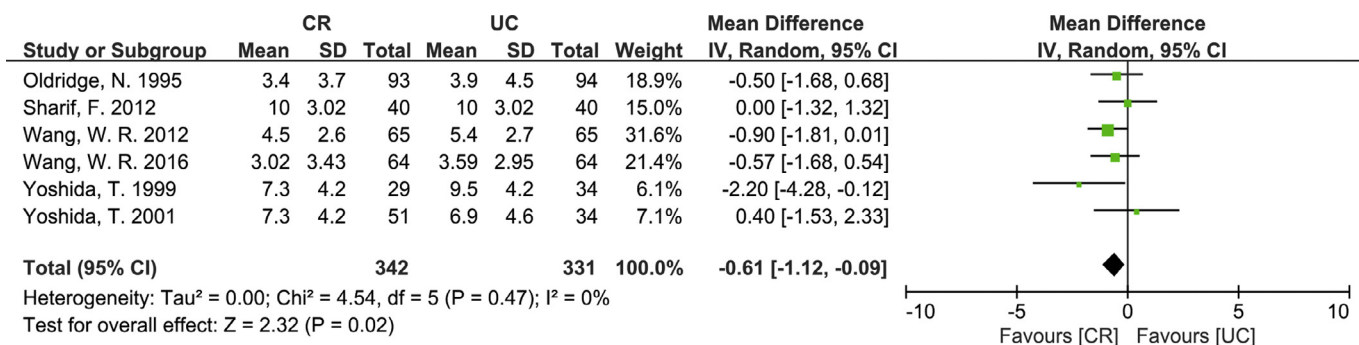 CR UC Mean Difference Mean Difference
Study or Subgroup Mean SD Total Mean SD Total Weight IV, Random, 95% CI IV, Random, 95% CI
Oldridge, N. 1995 3.4 3.7 93 3.9 4.5 94 18.9% -0.50 [-1.68, 0.68]
Sharif, F. 2012 10 3.02 40 10 3.02 40 15.0% 0.00 [-1.32, 1.32]
Wang, W. R. 2012 4.5 2.6 65 5.4 2.7 65 31.6% -0.90 [-1.81, 0.01]
Wang, W. R. 2016 3.02 3.43 64 3.59 2.95 64 21.4% -0.57 [-1.68, 0.54]
Yoshida, T. 1999 7.3 4.2 29 9.5 4.2 34 6.1% -2.20 [-4.28, -0.12]
Yoshida, T. 2001 7.3 4.2 51 6.9 4.6 34 7.1% 0.40 [-1.53, 2.33]
Total (95% CI) 342 331 100.0% -0.61 [-1.12, -0.09]
Heterogeneity: Tau² = 0.00; Chi² = 4.54, df = 5 (P = 0.47); I² = 0%
Test for overall effect: Z = 2.32 (P = 0.02)
-10 -5 0 5 10
Favours [CR] Favours [UC]